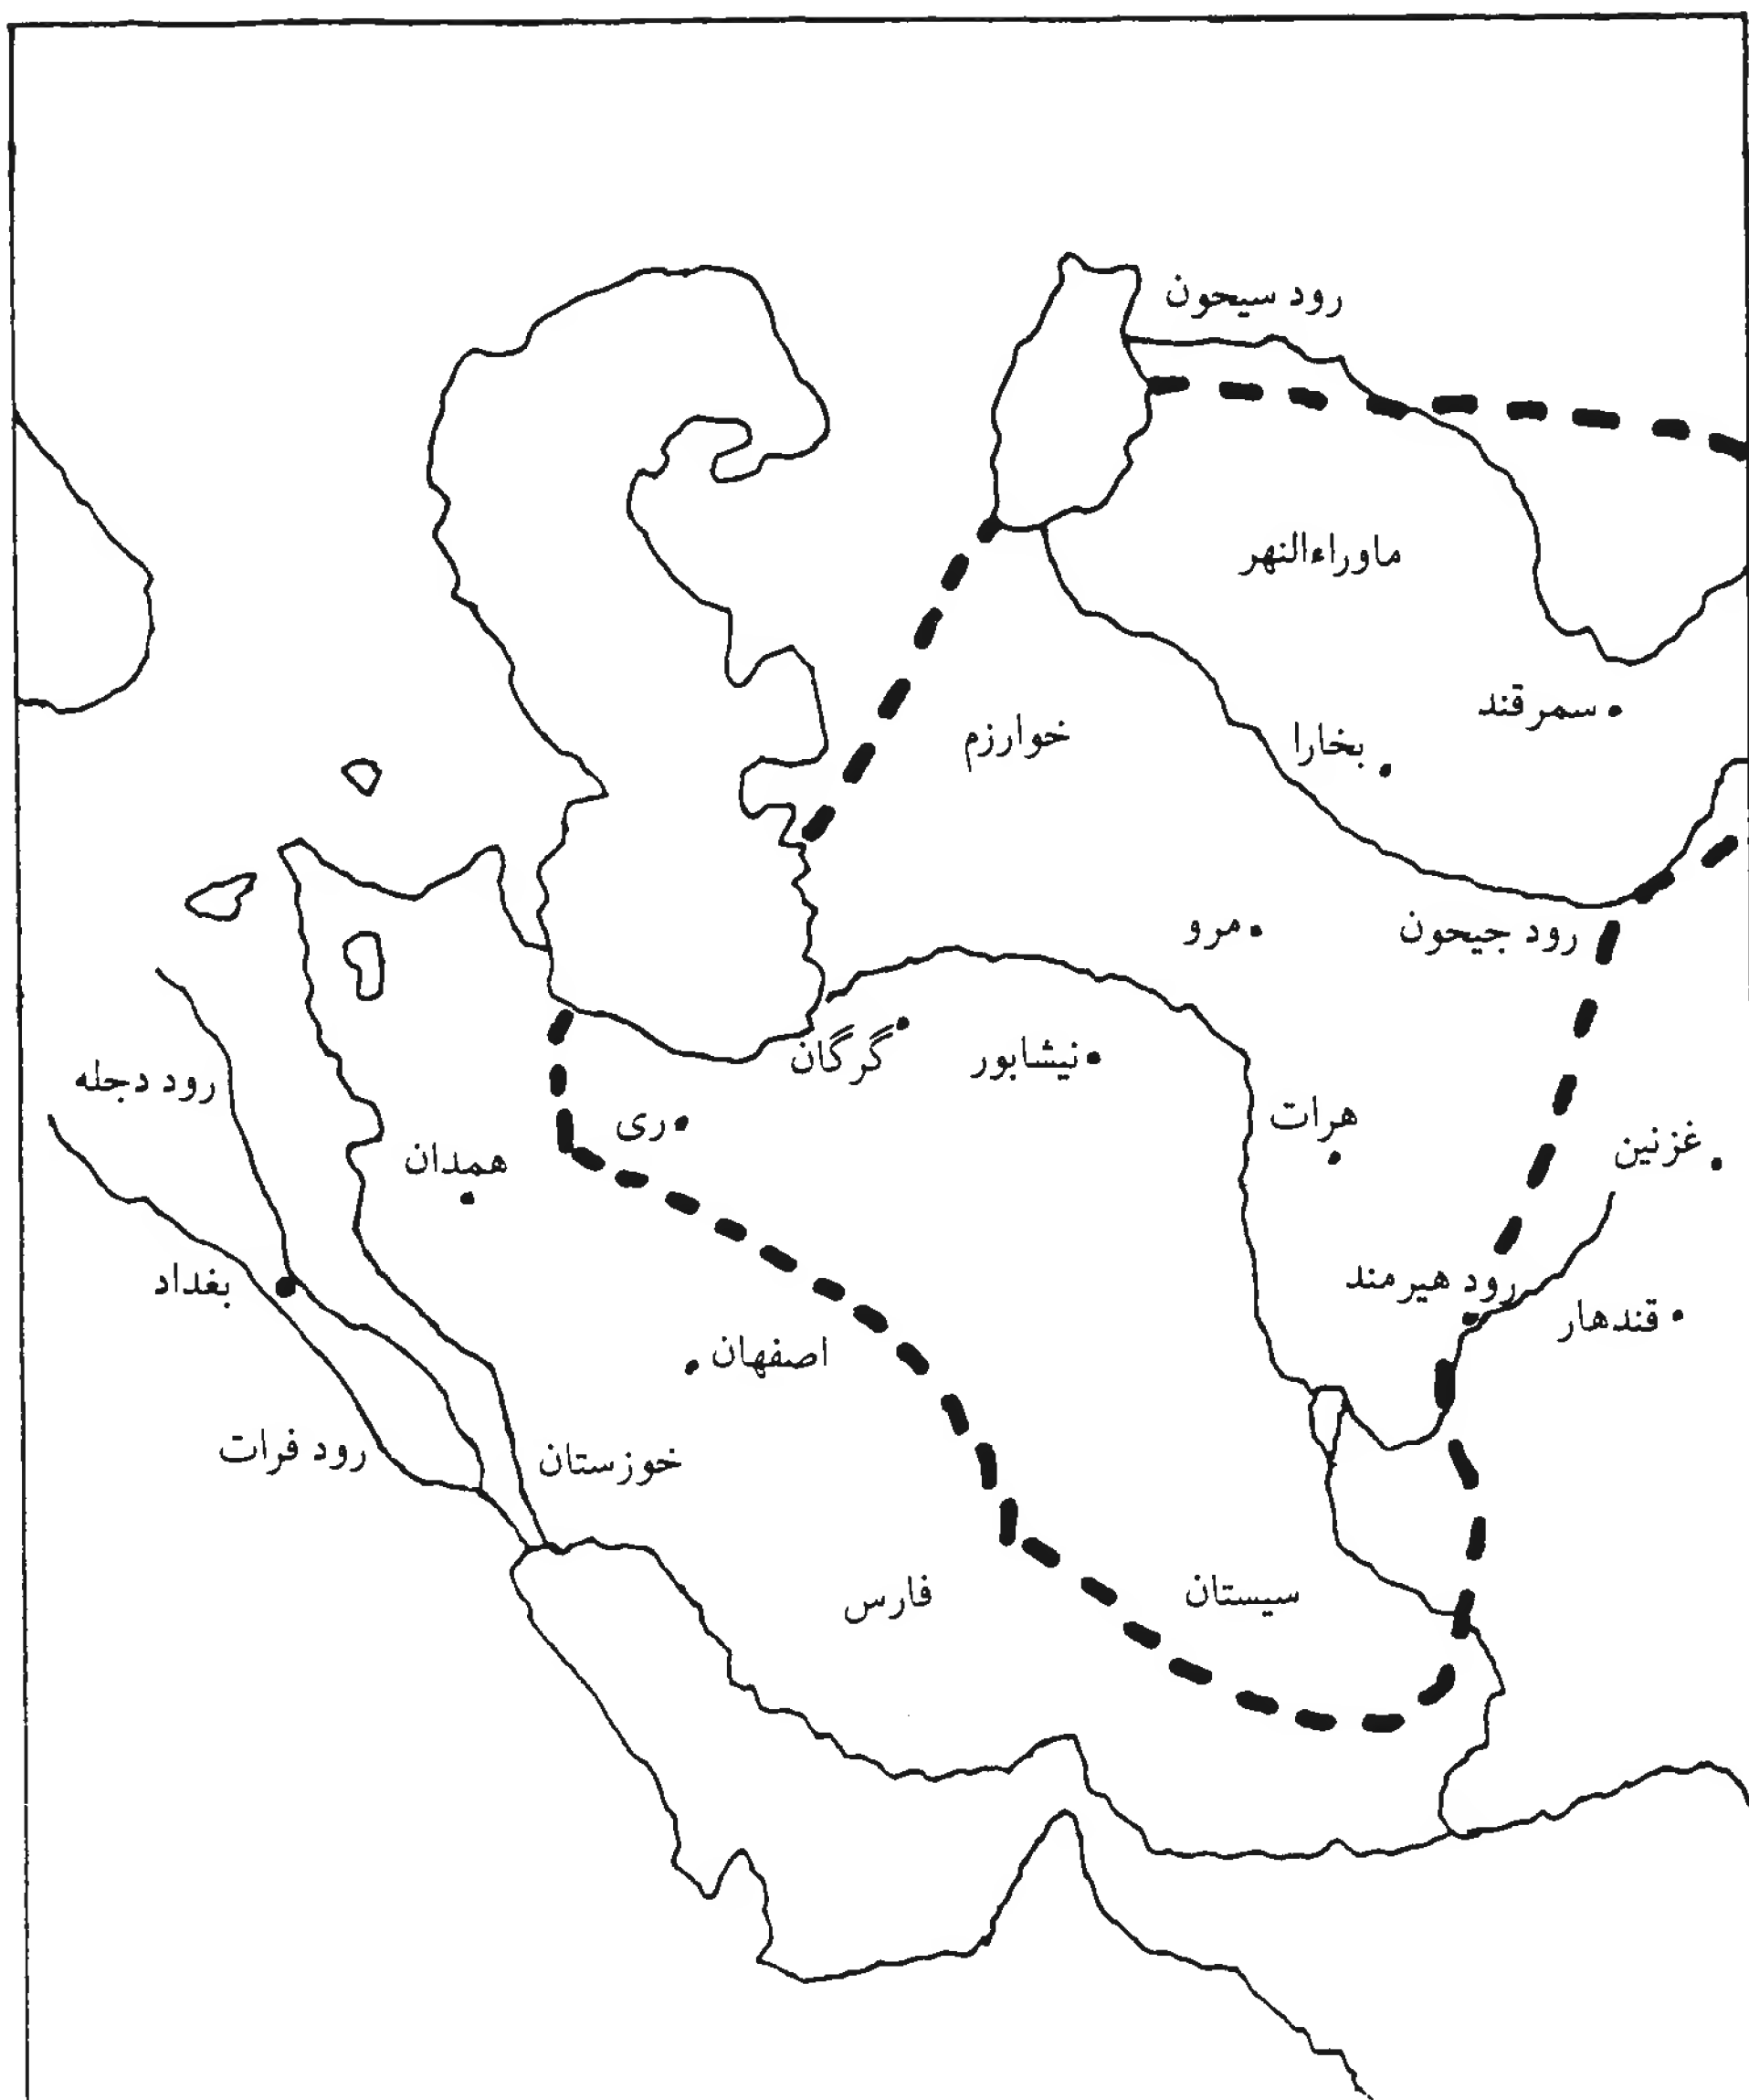 رود سیحون
ماوراءالنهر
سمرقند
خوارزم
بخارا
مرو
رود جیحون
گرگان
نیشابور
رود دجله
ری
هرات
غزنین
همدان
بغداد
رود هیرمند
قندهار
اصفهان
رود فرات
خوزستان
فارس
سیستان